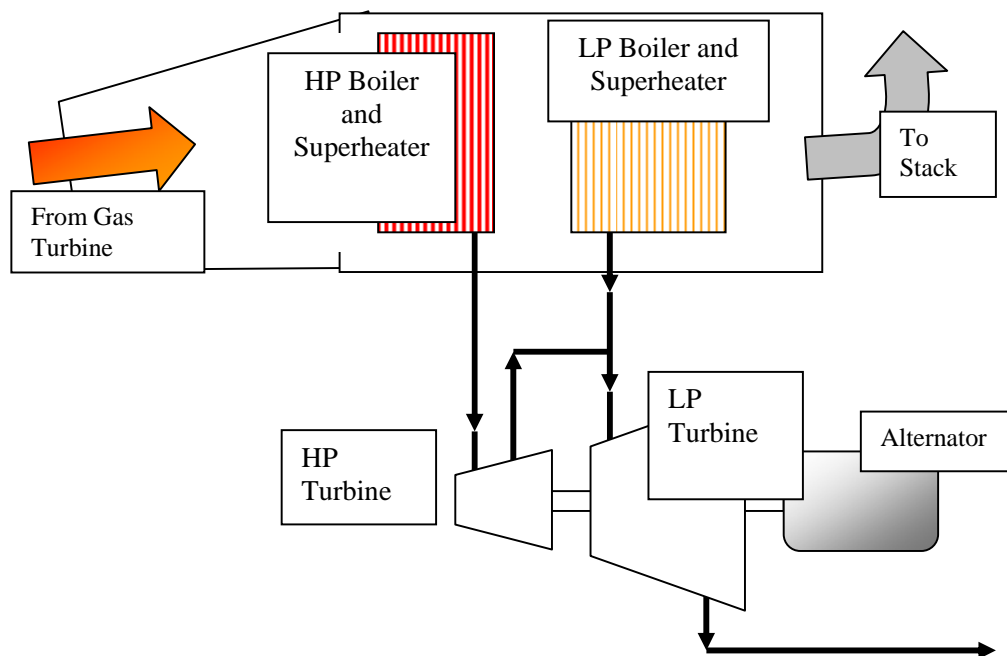 HP Boiler
and
Superheater
LP Boiler and
Superheater
To
Stack
From Gas
Turbine
HP
Turbine
LP
Turbine
Alternator